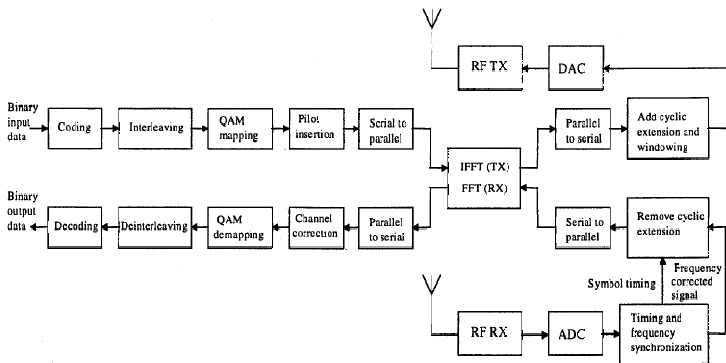 RF TX
DAC
Binary
input
data
Coding
Interleaving
QAM
mapping
Pilot
insertion
Serial to
parallel
IFFT (TX)
FFT (RX)
Parallel
to serial
Add cyclic
extension and
windowing
Binary
output
data
Decoding
Deinterleaving
QAM
demapping
Channel
correction
Parallel
to serial
Serial to
parallel
Remove cyclic
extension
Symbol timing
Frequency
corrected
signal
RF RX
ADC
Timing and
frequency
synchronization